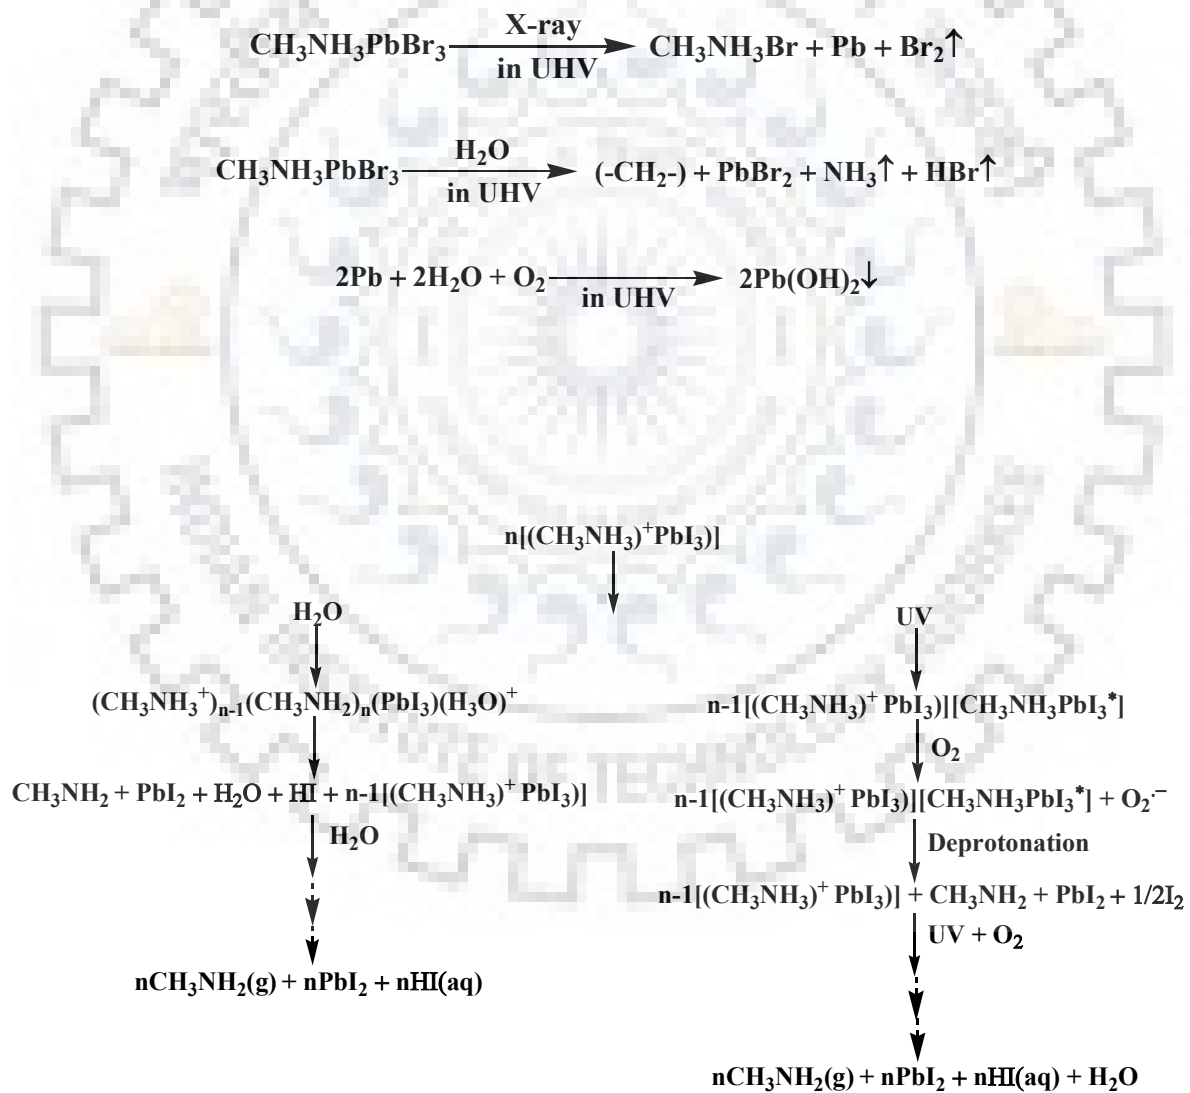 CH₃NH₃PbBr₃ X-ray in UHV CH₃NH₃Br + Pb + Br₂↑
CH₃NH₃PbBr₃ H₂O in UHV (-CH₂-) + PbBr₂ + NH₃↑ + HBr↑
2Pb + 2H₂O + O₂ in UHV 2Pb(OH)₂↓
n[(CH₃NH₃)⁺PbI₃)]
H₂O
(CH₃NH₃⁺)ₙ₋₁(CH₃NH₂)ₙ(PbI₃)(H₃O)⁺
CH₃NH₂ + PbI₂ + H₂O + HI + n-1[(CH₃NH₃)⁺ PbI₃)]
H₂O
nCH₃NH₂(g) + nPbI₂ + nHI(aq)
UV
n-1[(CH₃NH₃)⁺ PbI₃)][CH₃NH₃PbI₃*]
O₂
n-1[(CH₃NH₃)⁺ PbI₃)][CH₃NH₃PbI₃*] + O₂·⁻
Deprotonation
n-1[(CH₃NH₃)⁺ PbI₃)] + CH₃NH₂ + PbI₂ + 1/2I₂
UV + O₂
nCH₃NH₂(g) + nPbI₂ + nHI(aq) + H₂O